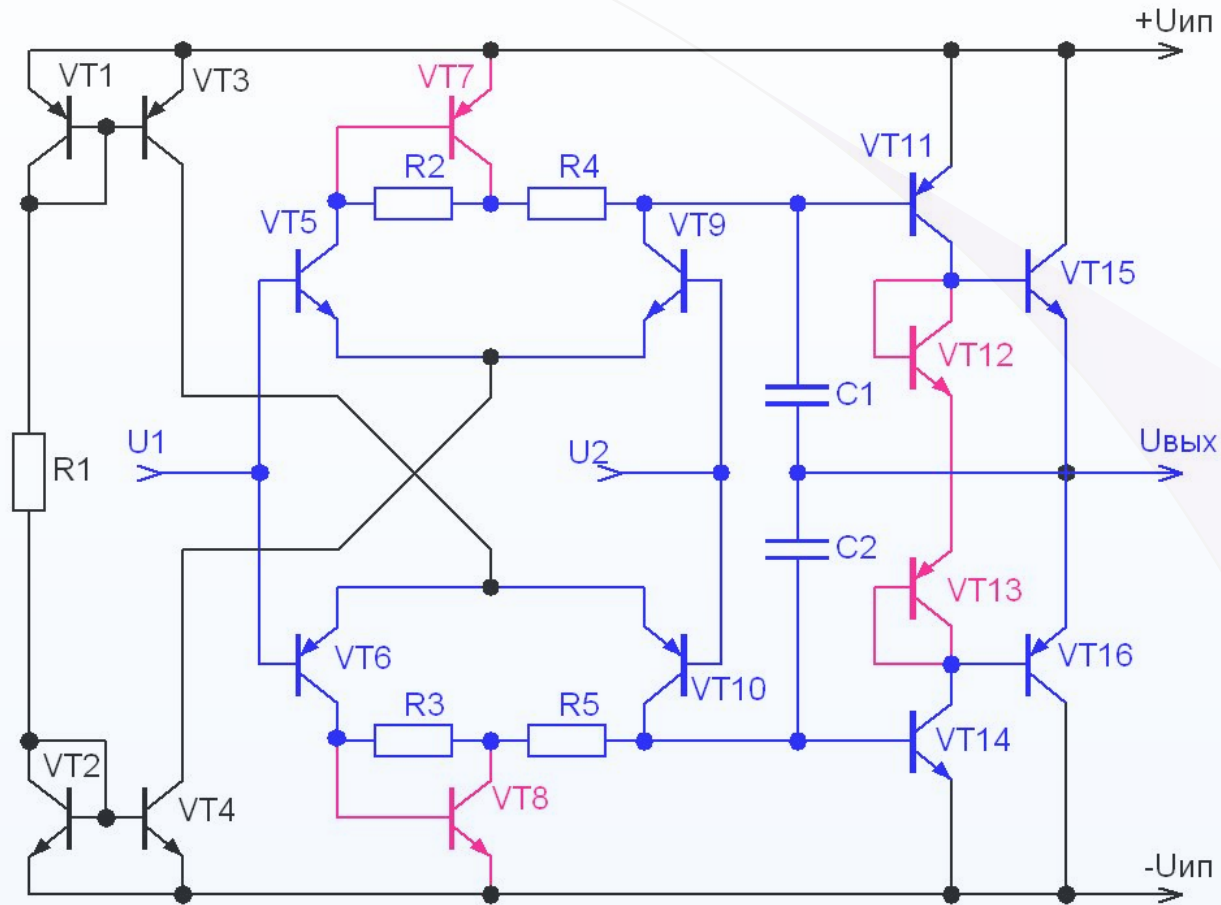 +Uип
VT1
VT3
VT7
VT11
R2
R4
VT5
VT9
VT15
VT12
C1
U1
U2
Uвых
R1
C2
VT13
VT6
VT10
VT16
R3
R5
VT14
VT2
VT4
VT8
-Uип